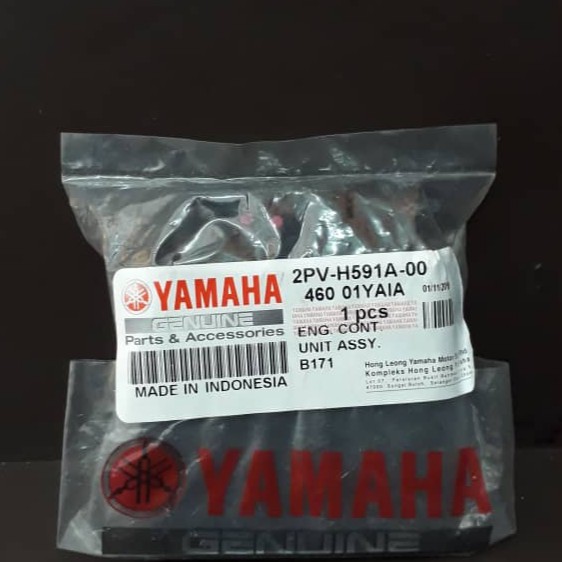 YAMAHA
GENUINE
Parts & Accessories
MADE IN INDONESIA
2PV-H591A-00
460 01YAIA
1 pcs
ENG. CONT
UNIT ASSY.
B171
Hong Leong Yamaha Motor
Kompleks Hong Leong
YAMAHA
GENUINE